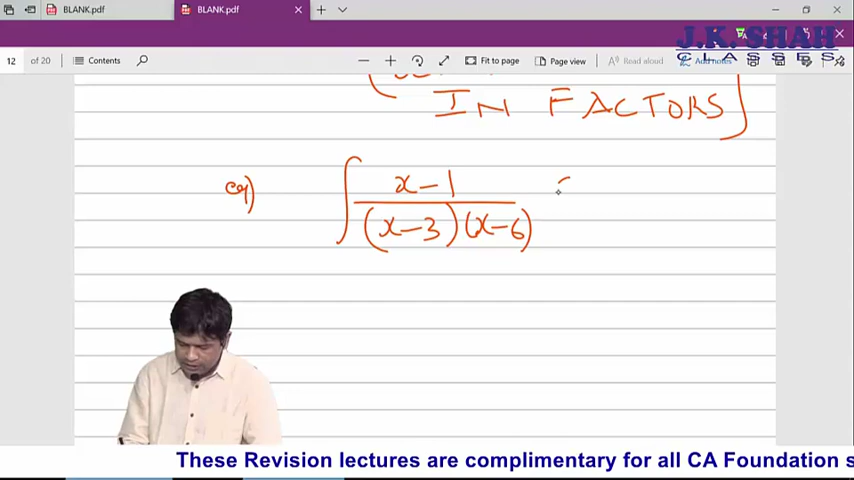 BLANK.pdf
BLANK.pdf
12 of 20 Contents Fit to page Page view Read aloud Add notes
J.K. SHAH
CLASSES
IN FACTORS
eg) ∫ x-1
(x-3)(x-6)
These Revision lectures are complimentary for all CA Foundation s